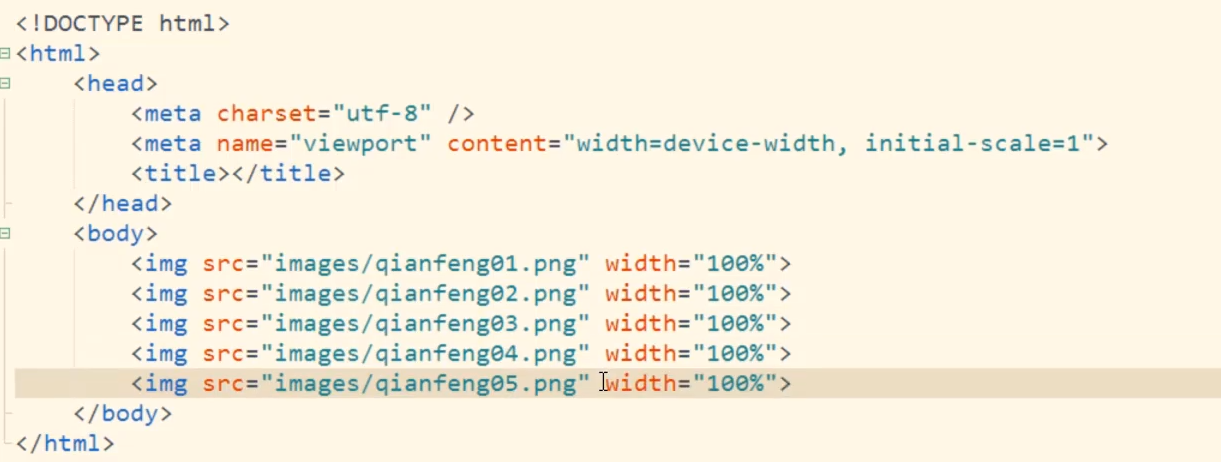 <!DOCTYPE html>
<html>
<head>
<meta charset="utf-8" />
<meta name="viewport" content="width=device-width, initial-scale=1">
<title></title>
</head>
<body>
<img src="images/qianfeng01.png" width="100%">
<img src="images/qianfeng02.png" width="100%">
<img src="images/qianfeng03.png" width="100%">
<img src="images/qianfeng04.png" width="100%">
<img src="images/qianfeng05.png" width="100%">
</body>
</html>